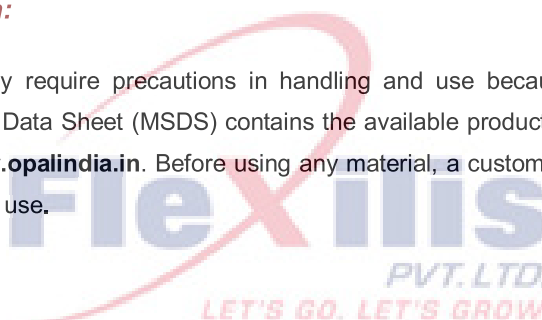 :
y require precautions in handling and use becau
Data Sheet (MSDS) contains the available product
.opalindia.in. Before using any material, a custom
use.
Flexilis
PVT. LTD
LET'S GO. LET'S GROW